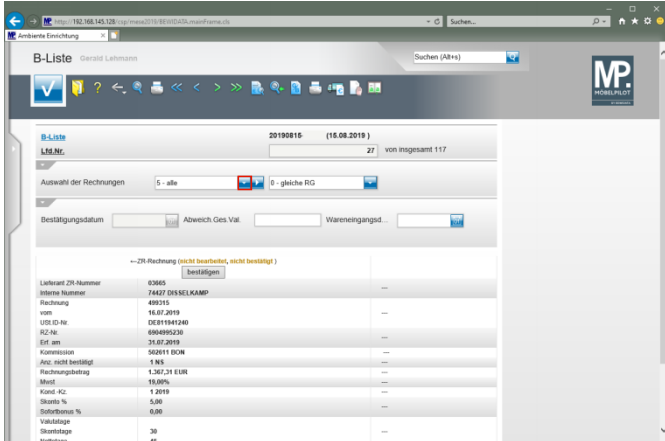 http://192.168.145.128/csp/mese2019/BEWIDATA.mainFrame.cls
Suchen...
Ambiente Einrichtung
B-Liste Gerald Lehmann
Suchen (Alt+s)
MP.
MÖBELPILOT
B-Liste 20190815- (15.08.2019 )
Lfd.Nr. 27 von insgesamt 117
Auswahl der Rechnungen 5 - alle 0 - gleiche RG
Bestätigungsdatum Abweich.Ges.Val. Wareneingangsd...
←ZR-Rechnung (nicht bearbeitet, nicht bestätigt )
bestätigen
Lieferant ZR-Nummer 03665
Interne Nummer 74427 DISSELKAMP ---
Rechnung 499315
vom 16.07.2019 ---
USt.ID-Nr. DE811941240
RZ-Nr. 6904995230
Erf. am 31.07.2019 ---
Kommission 502611 BON ---
Anz. nicht bestätigt 1 NS ---
Rechnungsbetrag 1.367,31 EUR ---
Mwst 19,00% ---
Kond.-Kz. 1 2019 ---
Skonto % 5,00
Sofortbonus % 0,00 ---
Valutatage
Skontotage 30 ---
Nettotage